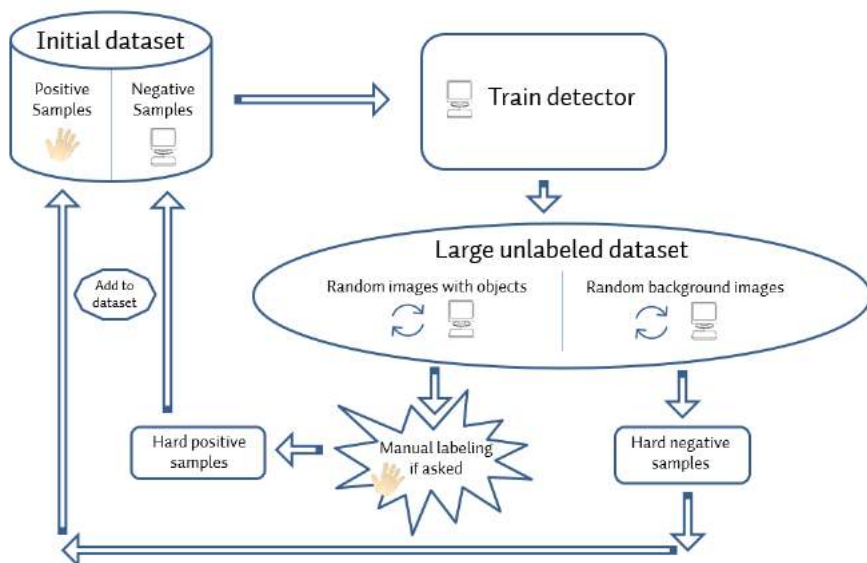 Initial dataset
Positive
Samples
Negative
Samples
Train detector
Large unlabeled dataset
Random images with objects
Random background images
Add to
dataset
Hard positive
samples
Manual labeling
if asked
Hard negative
samples